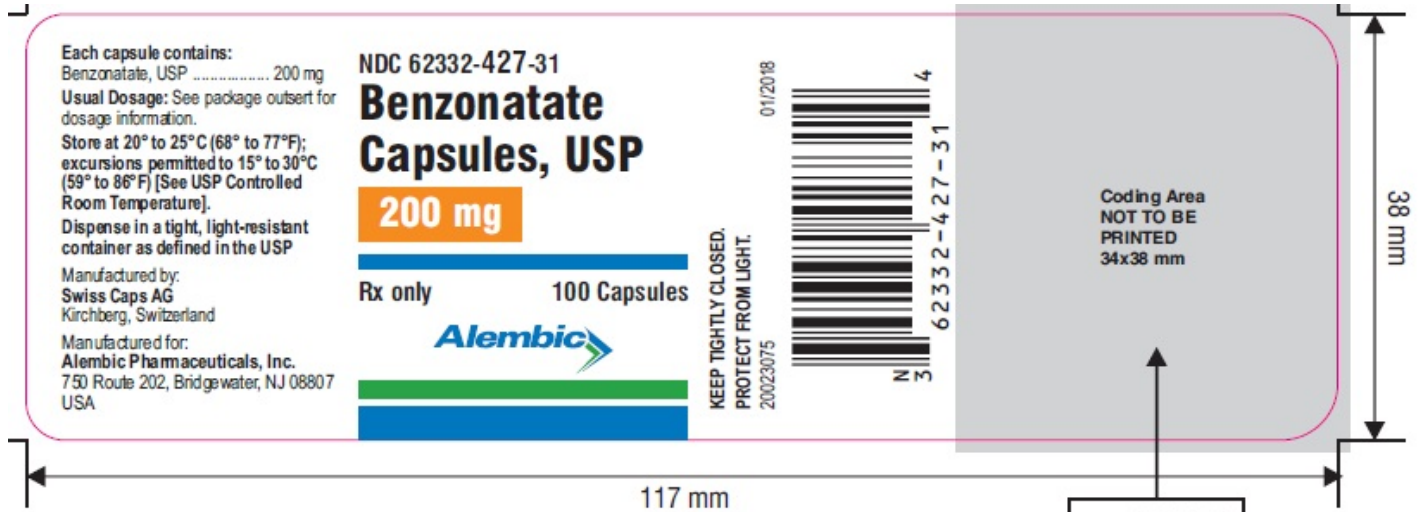 Each capsule contains:
Benzonatate, USP .................. 200 mg
Usual Dosage: See package outsert for
dosage information.
Store at 20° to 25°C (68° to 77°F);
excursions permitted to 15° to 30°C
(59° to 86°F) [See USP Controlled
Room Temperature].
Dispense in a tight, light-resistant
container as defined in the USP
Manufactured by:
Swiss Caps AG
Kirchberg, Switzerland
Manufactured for:
Alembic Pharmaceuticals, Inc.
750 Route 202, Bridgewater, NJ 08807
USA
NDC 62332-427-31
Benzonatate
Capsules, USP
200 mg
Rx only 100 Capsules
Alembic
KEEP TIGHTLY CLOSED.
PROTECT FROM LIGHT.
20023075 01/2018
N
3 62332-427-31 4
Coding Area
NOT TO BE
PRINTED
34x38 mm
38 mm
117 mm